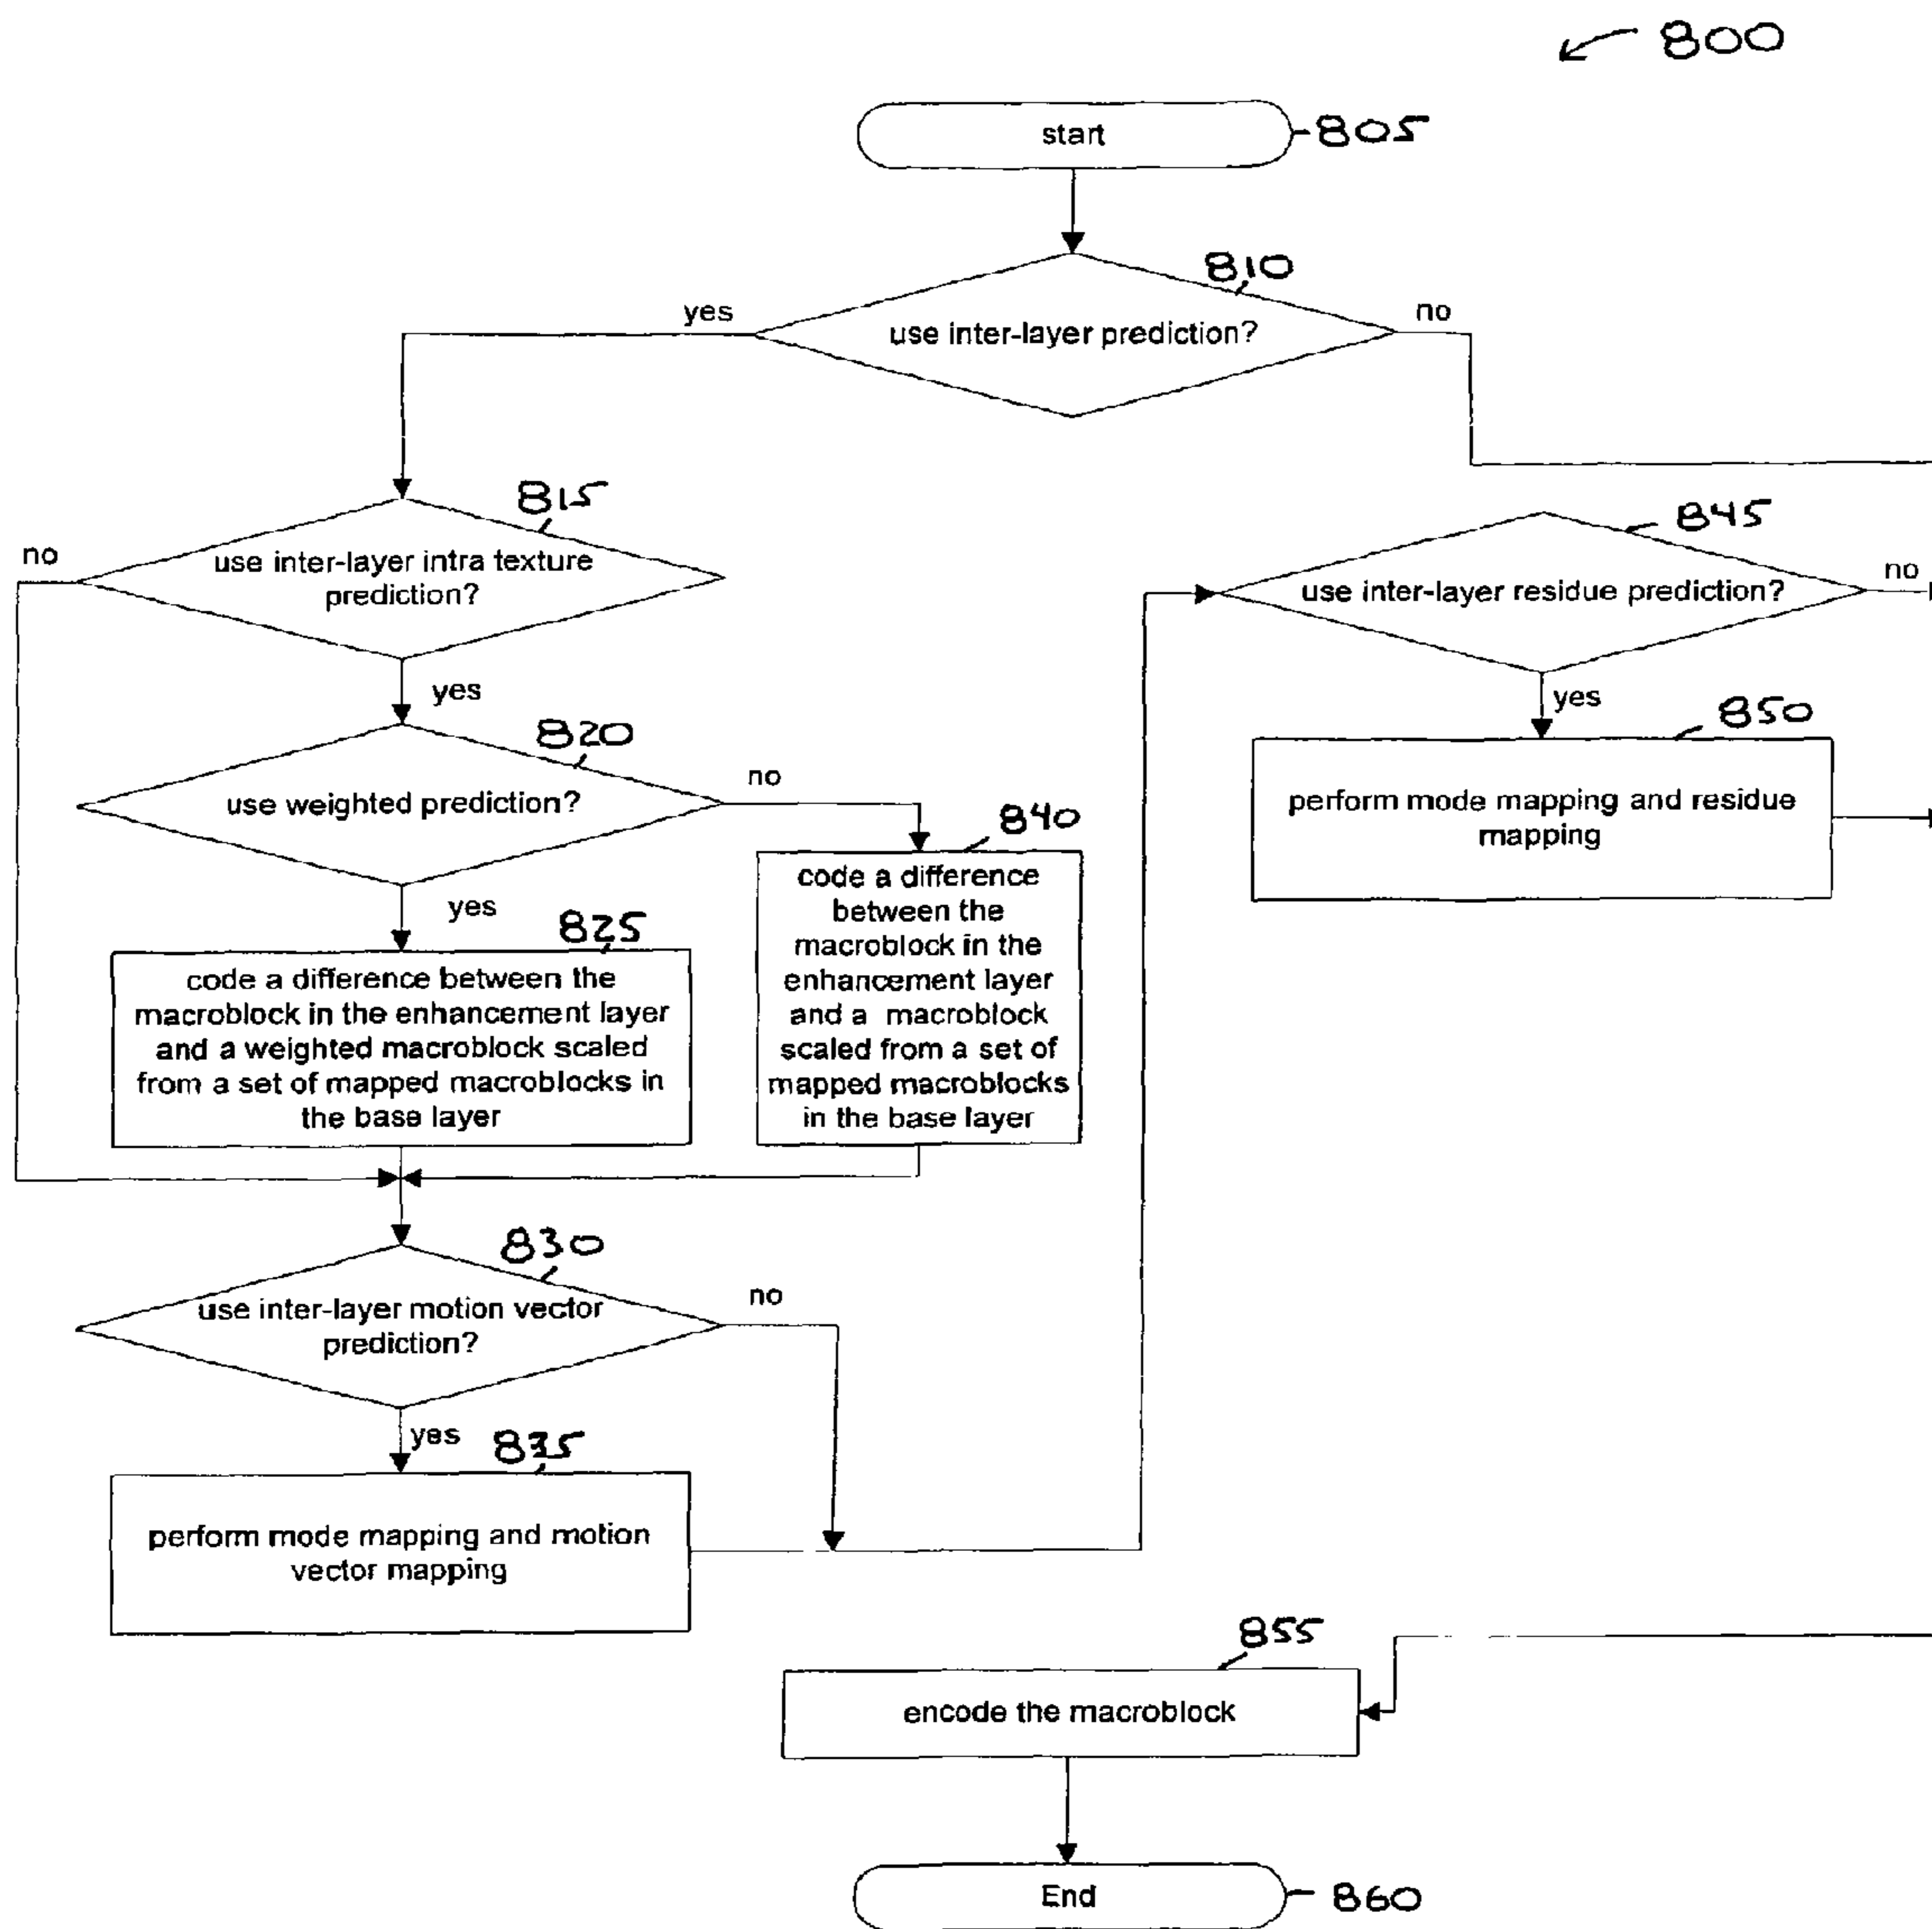 800
start
805
810
yes
use inter-layer prediction?
no
815
no
use inter-layer intra texture
prediction?
yes
820
use weighted prediction?
no
yes
825
code a difference between the
macroblock in the enhancement layer
and a weighted macroblock scaled
from a set of mapped macroblocks in
the base layer
840
code a difference
between the
macroblock in the
enhancement layer
and a macroblock
scaled from a set of
mapped macroblocks
in the base layer
830
use inter-layer motion vector
prediction?
no
yes
835
perform mode mapping and motion
vector mapping
845
use inter-layer residue prediction?
no
yes
850
perform mode mapping and residue
mapping
855
encode the macroblock
End
860